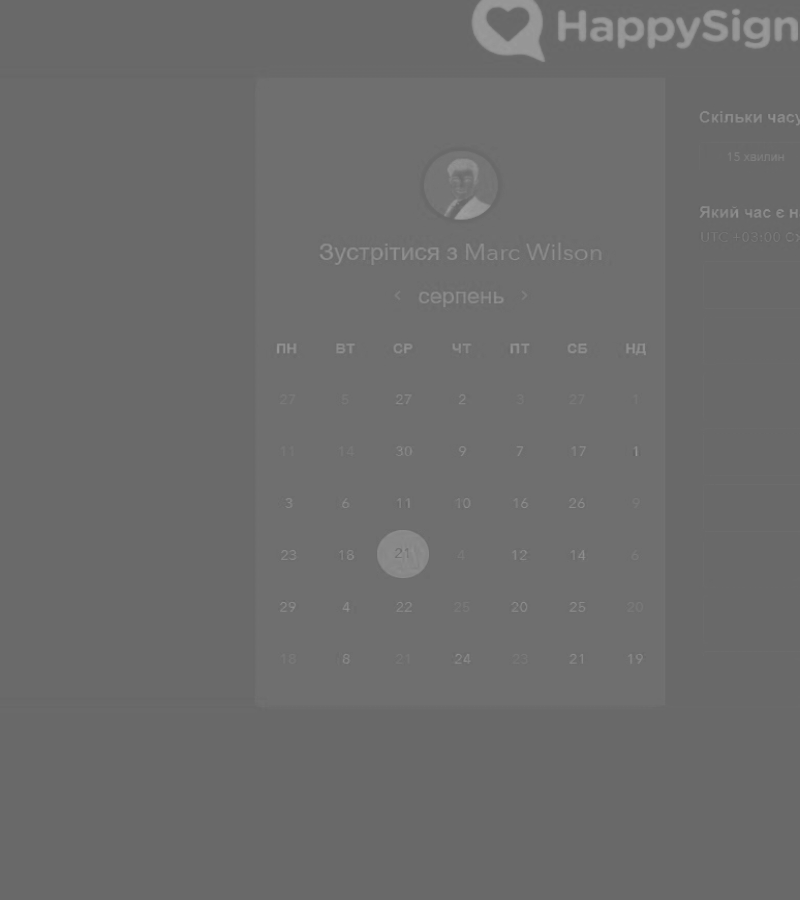 HappySign
Зустрітися з Marc Wilson
‹ серпень ›
ПН ВТ СР ЧТ ПТ СБ НД
27 5 27 2 3 27 1
11 14 30 9 7 17 1
3 6 11 10 16 26 9
23 18 21 4 12 14 6
29 4 22 25 20 25 20
18 8 21 24 23 21 19
Скільки часу
15 хвилин
Який час є
UTC +03:00